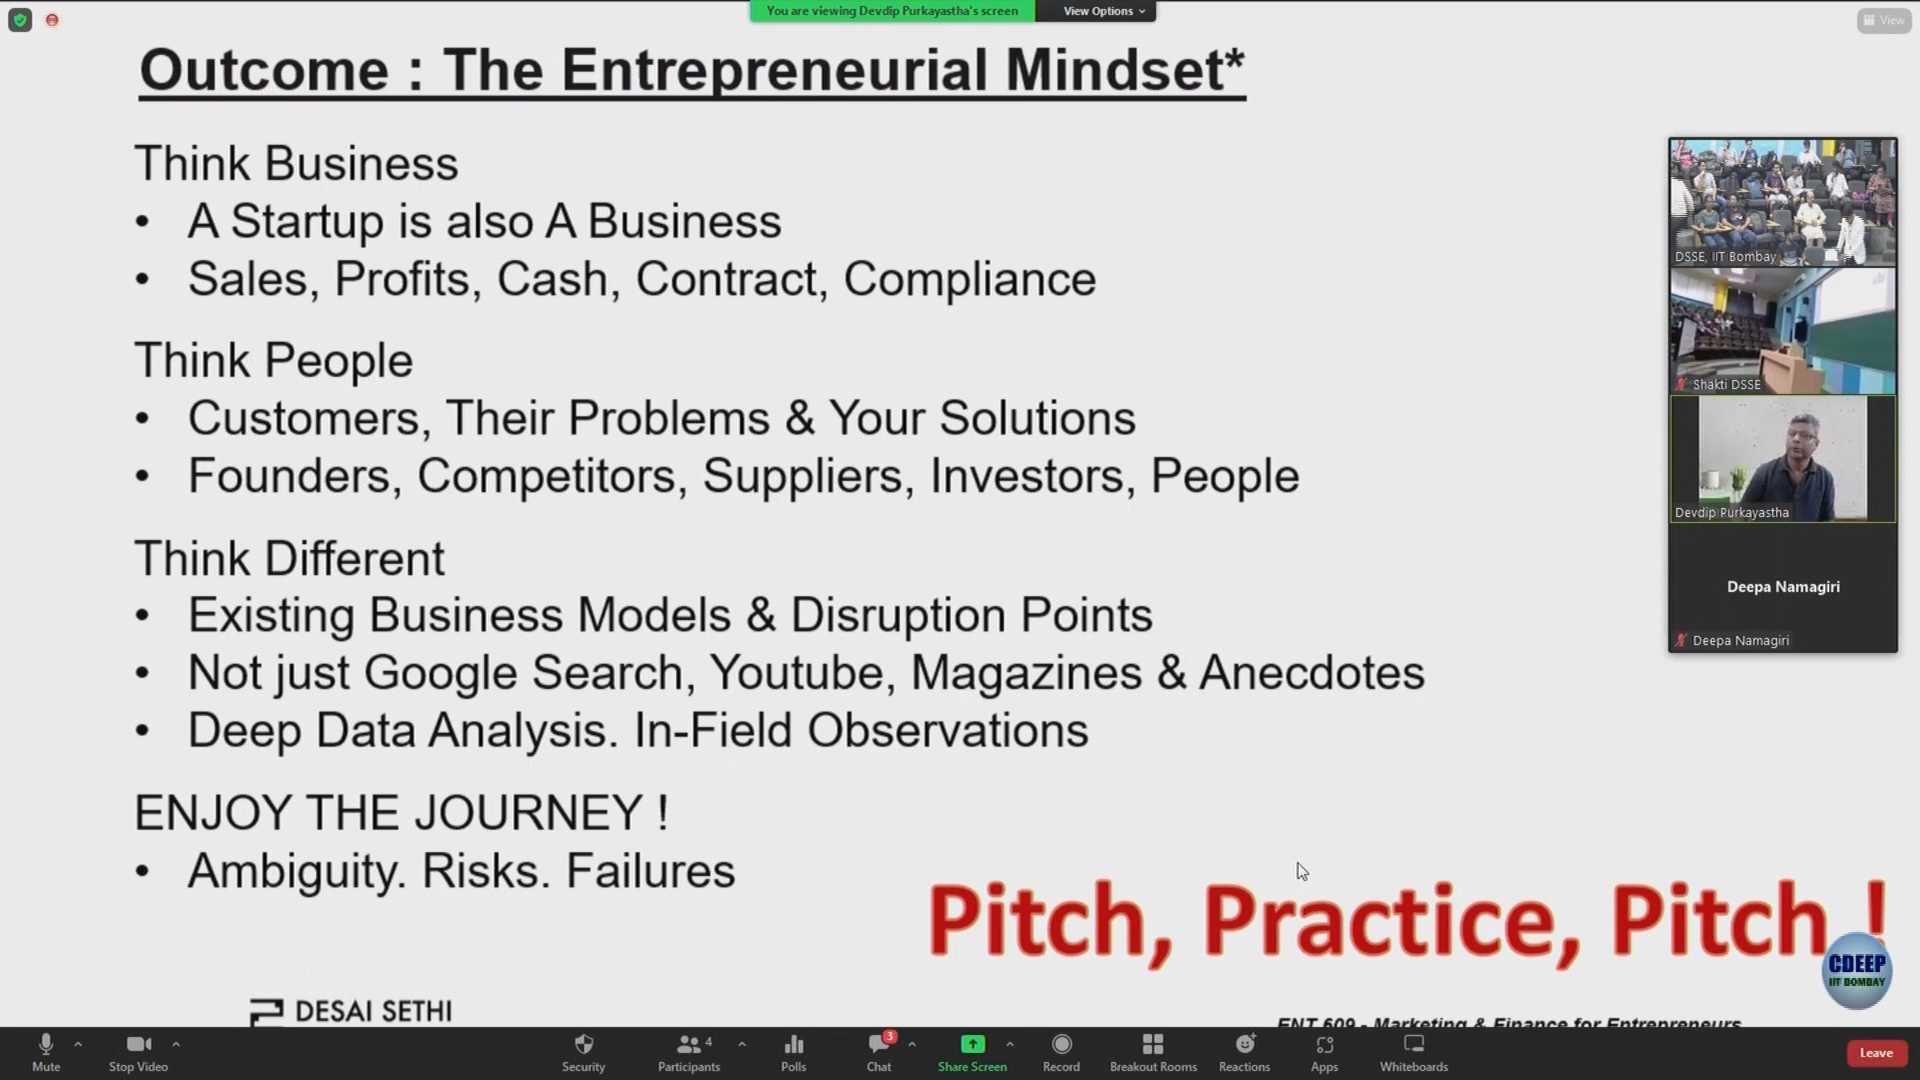 You are viewing Devdip Purkayastha's screen
View Options
View
Outcome : The Entrepreneurial Mindset*
Think Business
• A Startup is also A Business
• Sales, Profits, Cash, Contract, Compliance
Think People
• Customers, Their Problems & Your Solutions
• Founders, Competitors, Suppliers, Investors, People
Think Different
• Existing Business Models & Disruption Points
• Not just Google Search, Youtube, Magazines & Anecdotes
• Deep Data Analysis. In-Field Observations
ENJOY THE JOURNEY !
• Ambiguity. Risks. Failures
Pitch, Practice, Pitch !
DSSE, IIT Bombay
Shakti DSSE
Devdip Purkayastha
Deepa Namagiri
Deepa Namagiri
CDEEP
IIT BOMBAY
DESAI SETHI
ENT 609 - Marketing & Finance for Entrepreneurs
Mute
Stop Video
Security
4
Participants
Polls
3
Chat
Share Screen
Record
Breakout Rooms
Reactions
Apps
Whiteboards
Leave